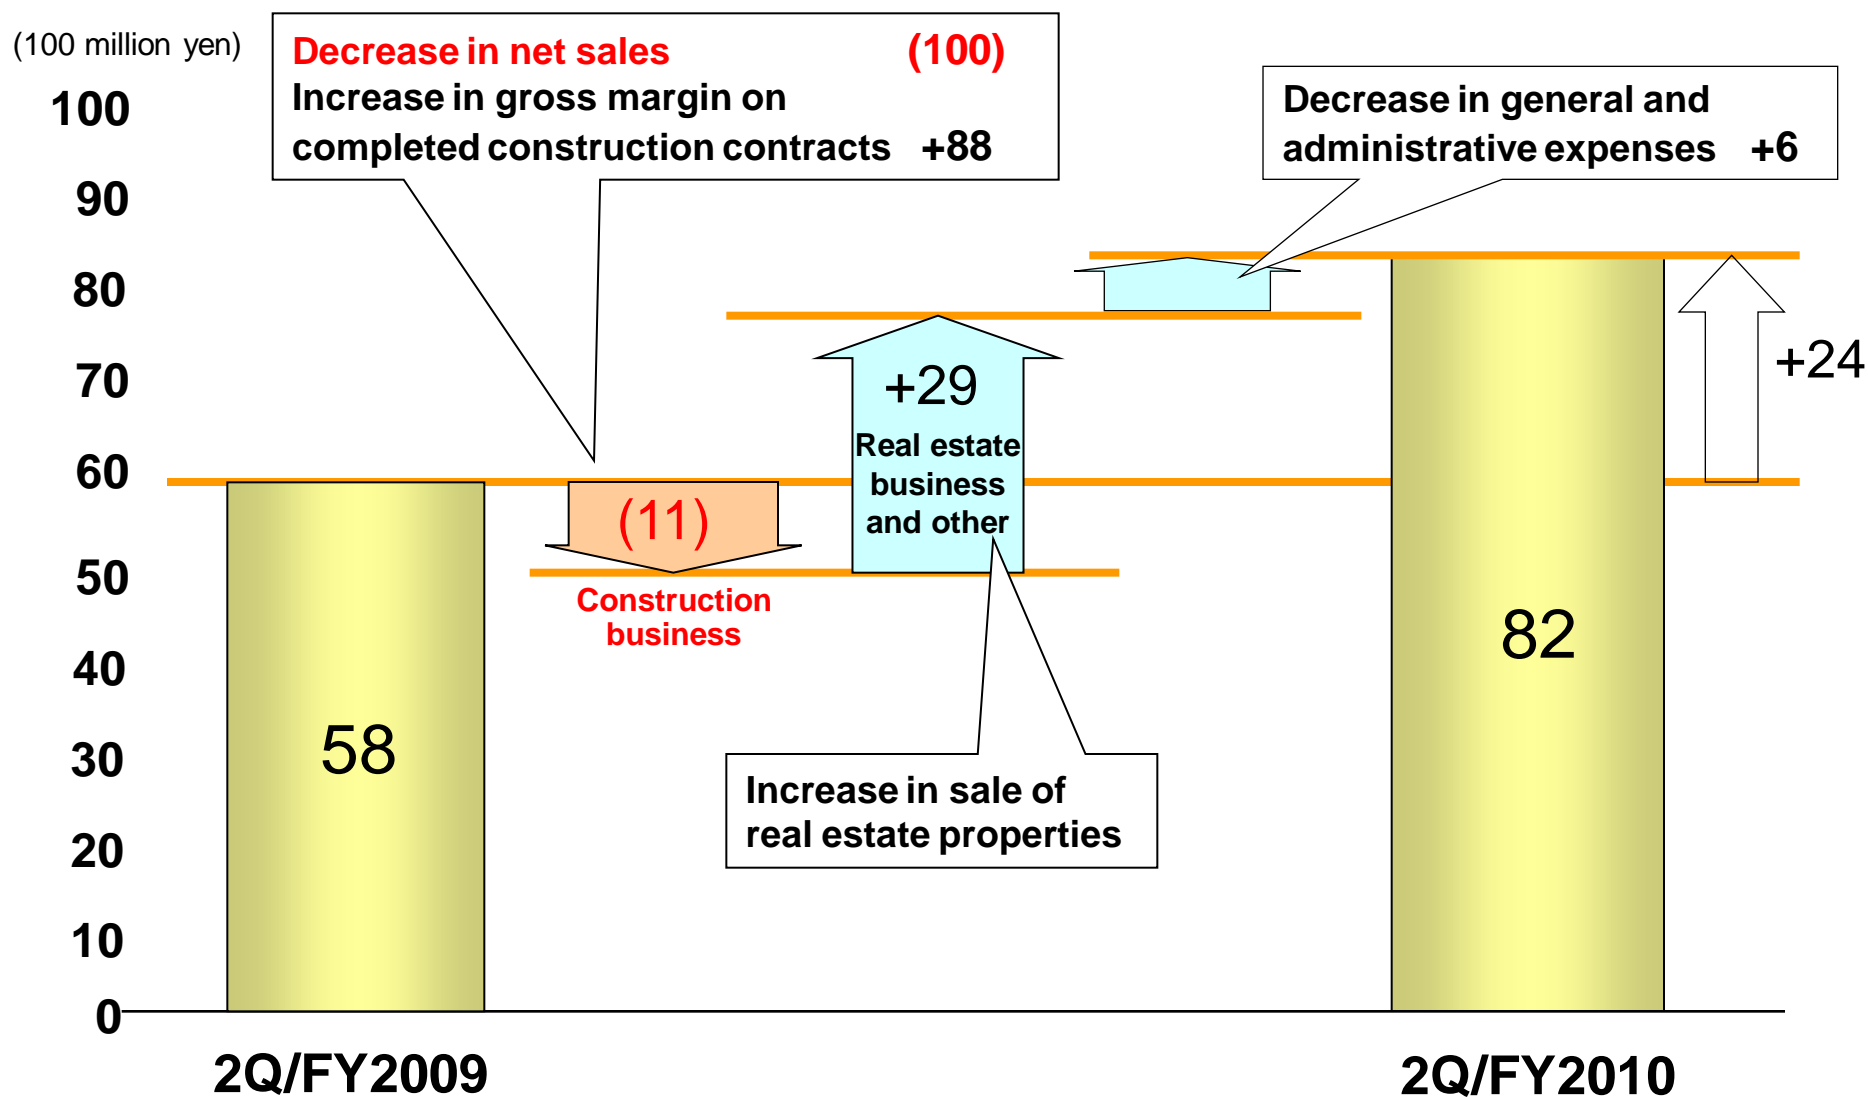 (100 million yen)
Decrease in net sales (100)
Increase in gross margin on
completed construction contracts +88
Decrease in general and
administrative expenses +6
100
90
80
70
60
50
40
30
20
10
0
+29
Real estate
business
and other
+24
(11)
Construction
business
58
82
Increase in sale of
real estate properties
2Q/FY2009
2Q/FY2010